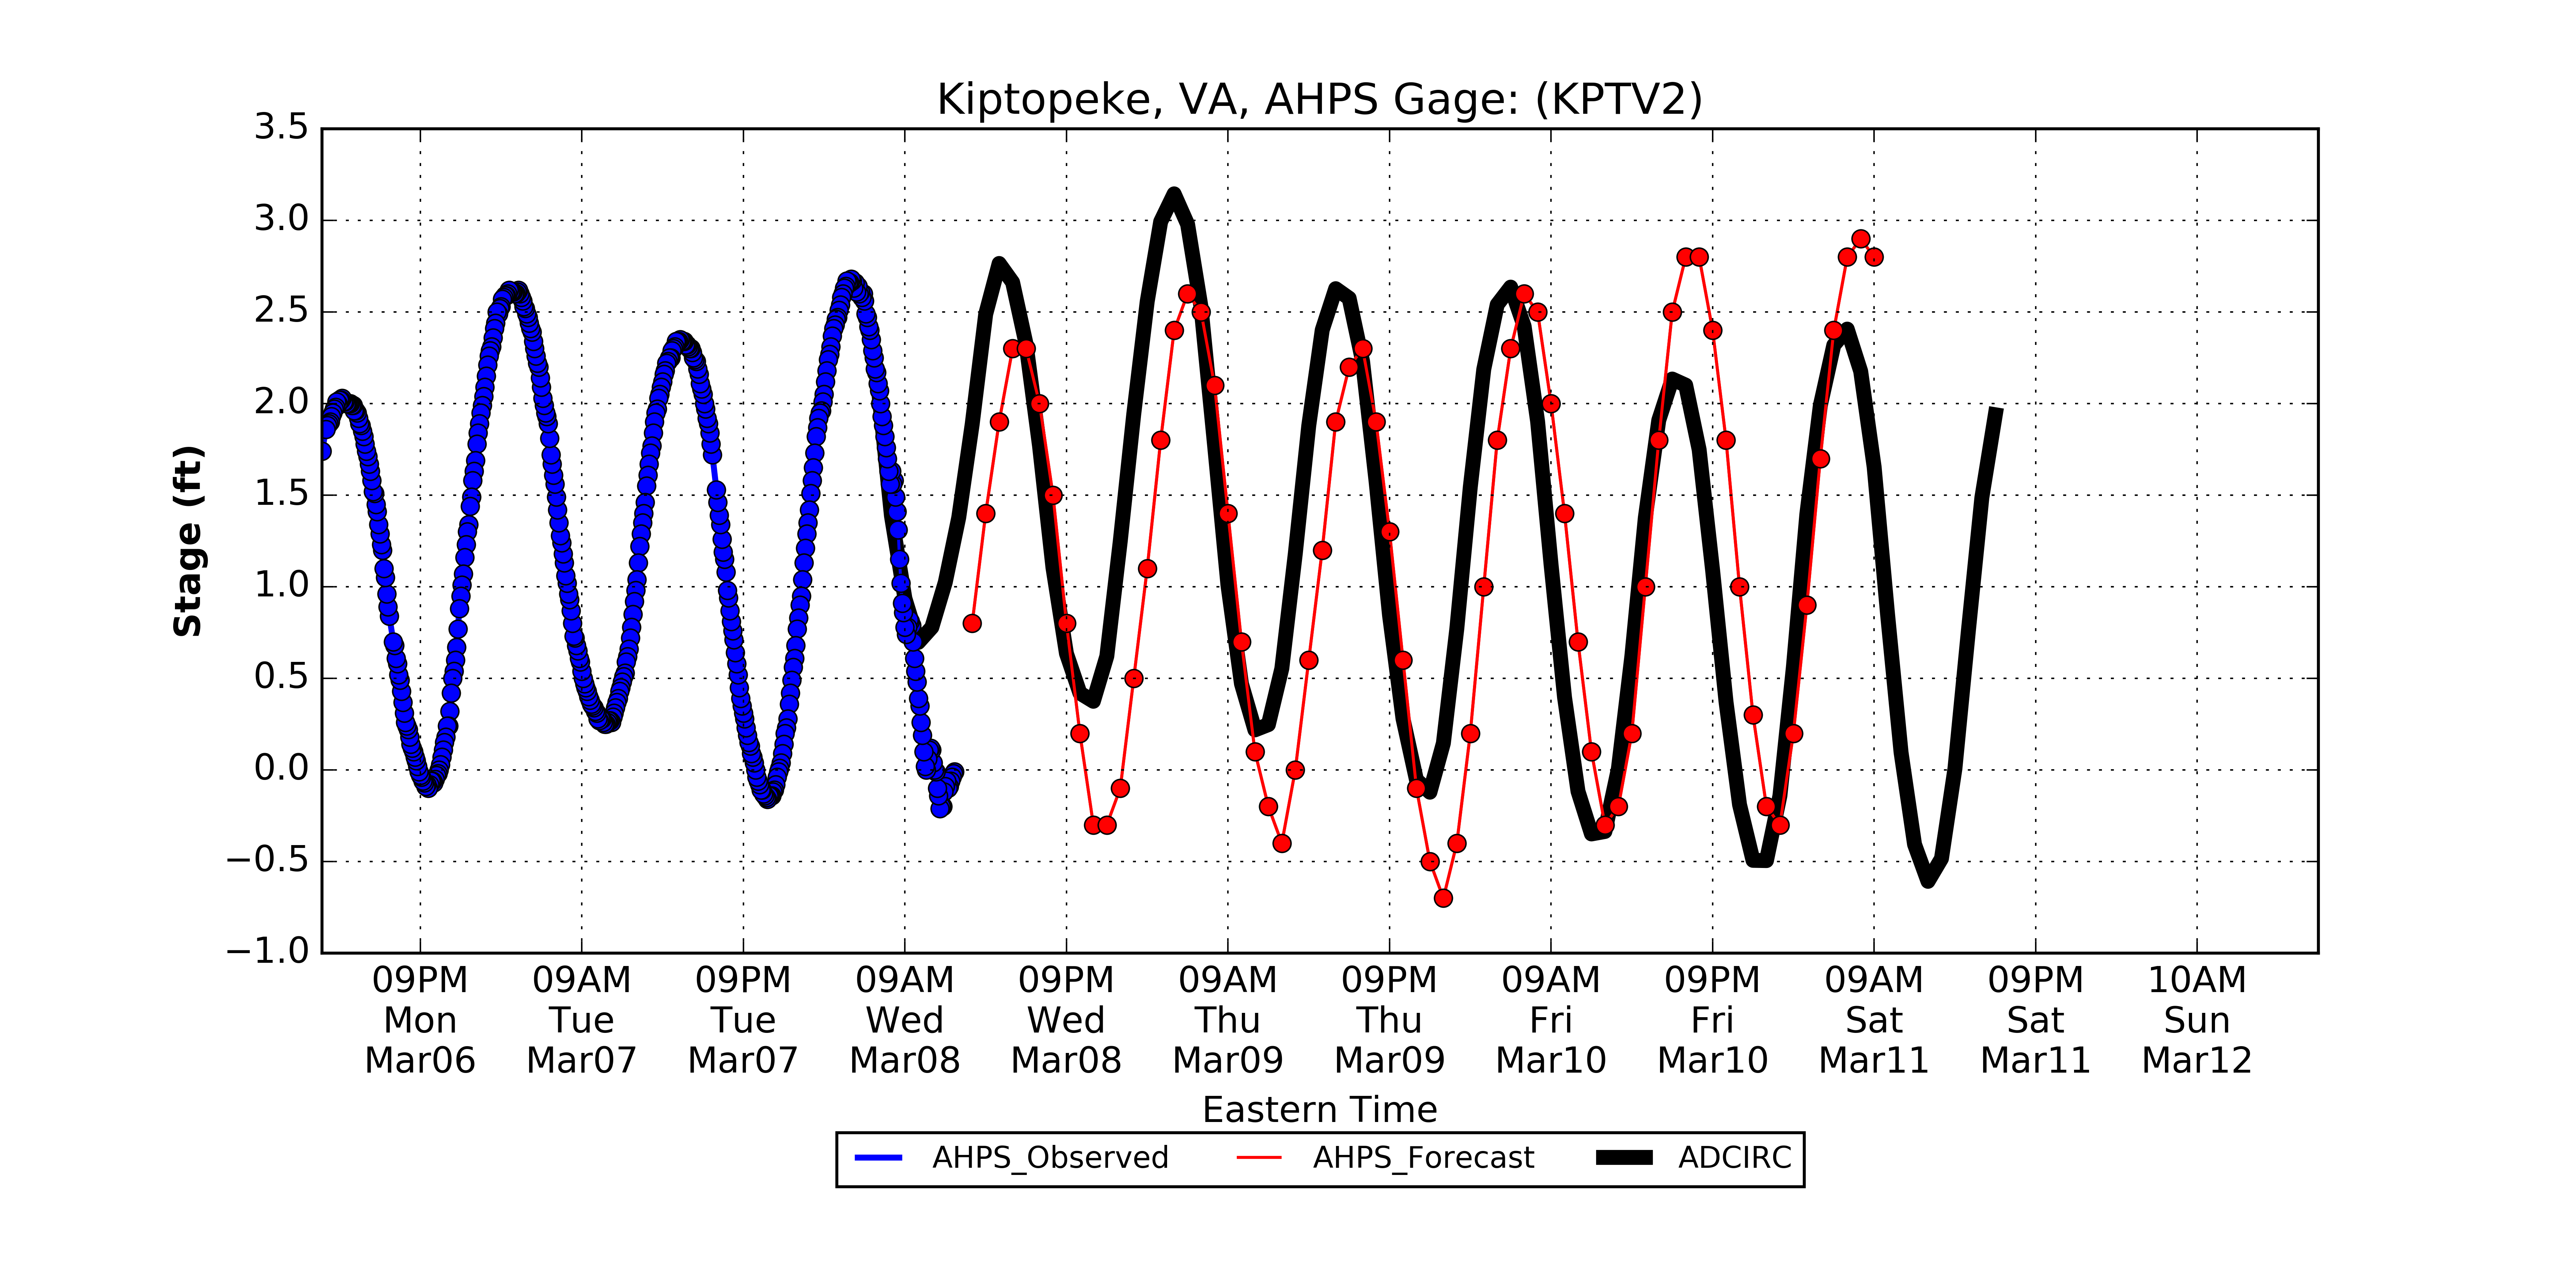 Kiptopeke, VA, AHPS Gage: (KPTV2)
3.5
3.0
2.5
2.0
1.5
1.0
0.5
0.0
−0.5
−1.0
Stage (ft)
09PM 09AM 09PM 09AM 09PM 09AM 09PM 09AM 09PM 09AM 09PM 10AM
Mon Tue Tue Wed Wed Thu Thu Fri Fri Sat Sat Sun
Mar06 Mar07 Mar07 Mar08 Mar08 Mar09 Mar09 Mar10 Mar10 Mar11 Mar11 Mar12
Eastern Time
AHPS_Observed AHPS_Forecast ADCIRC